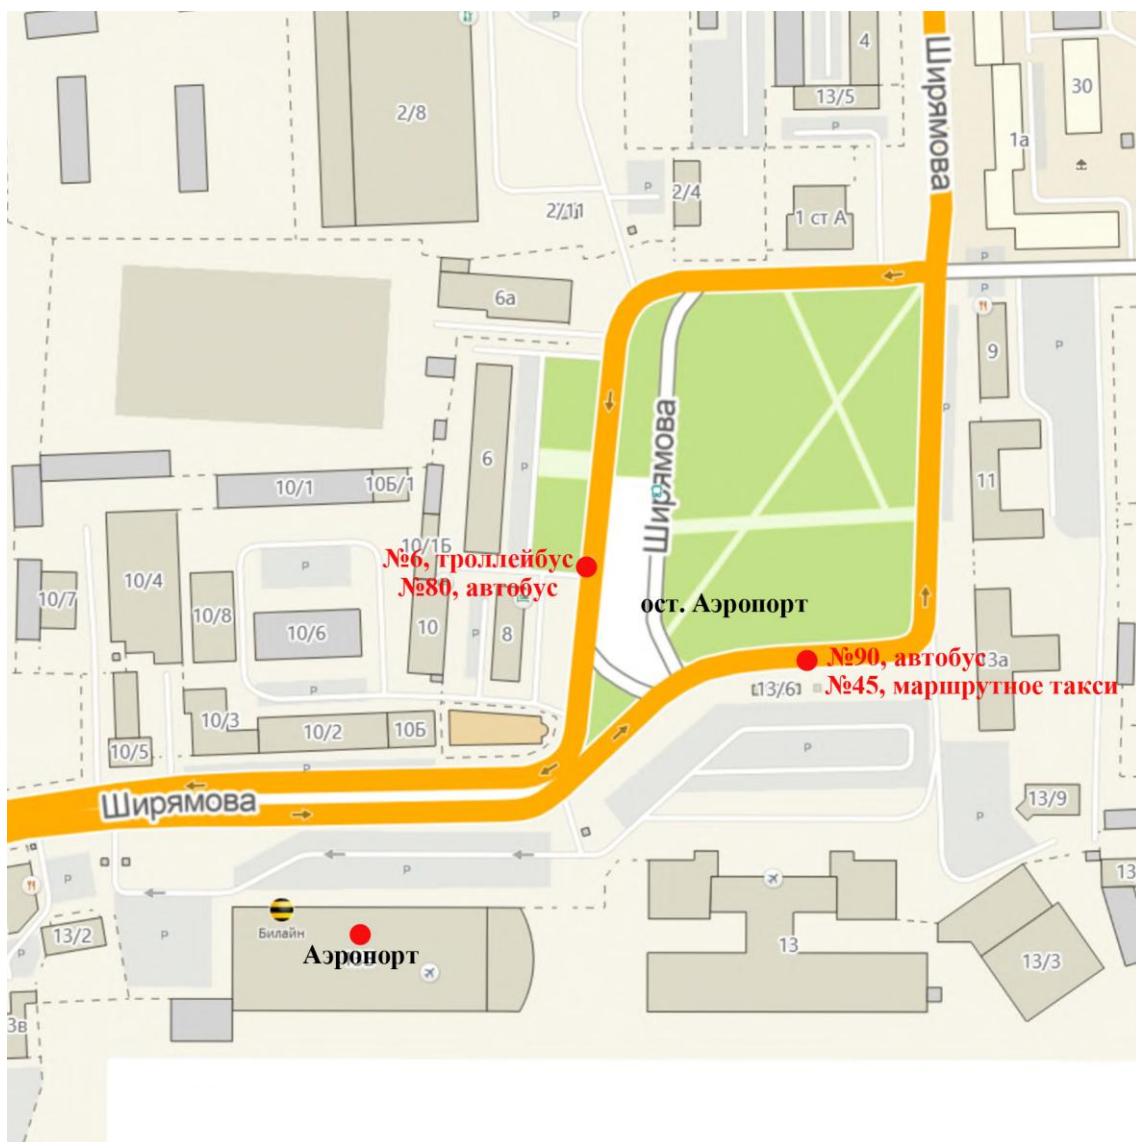 4
30
2/8
13/5
P
1а
Ширямова
P
2/4
2/11
1 ст А
P
P
6а
9
P
P
Ширямова
6
P
11
10/1
10Б/1
10/1Б
№6, троллейбус
№80, автобус
P
10/4
10/7
10/8
10/6
10
P
8
ост. Аэропорт
№90, автобус
13а
№45, маршрутное такси
13/6
P
10/3
10/2
10Б
10/5
P
P
Ширямова
13/9
P
P
P
13
Билайн
13/2
P
Аэропорт
13
13/3
P
3в